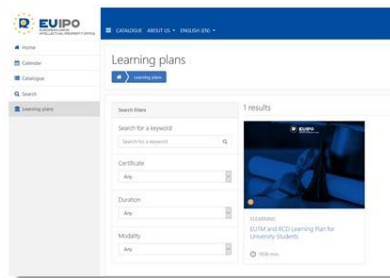 EUIPO
EUROPEAN UNION
INTELLECTUAL PROPERTY OFFICE
CATALOGUE ABOUT US ENGLISH (EN)
Home
Calendar
Catalogue
Search
Learning plans
Learning plans
Learning plans
Search filters
Search for a keyword
Search for a keyword
Certificate
Any
Duration
Any
Modality
Any
1 results
EUIPO
ELEARNING
EUTM and RCD Learning Plan for
University Students